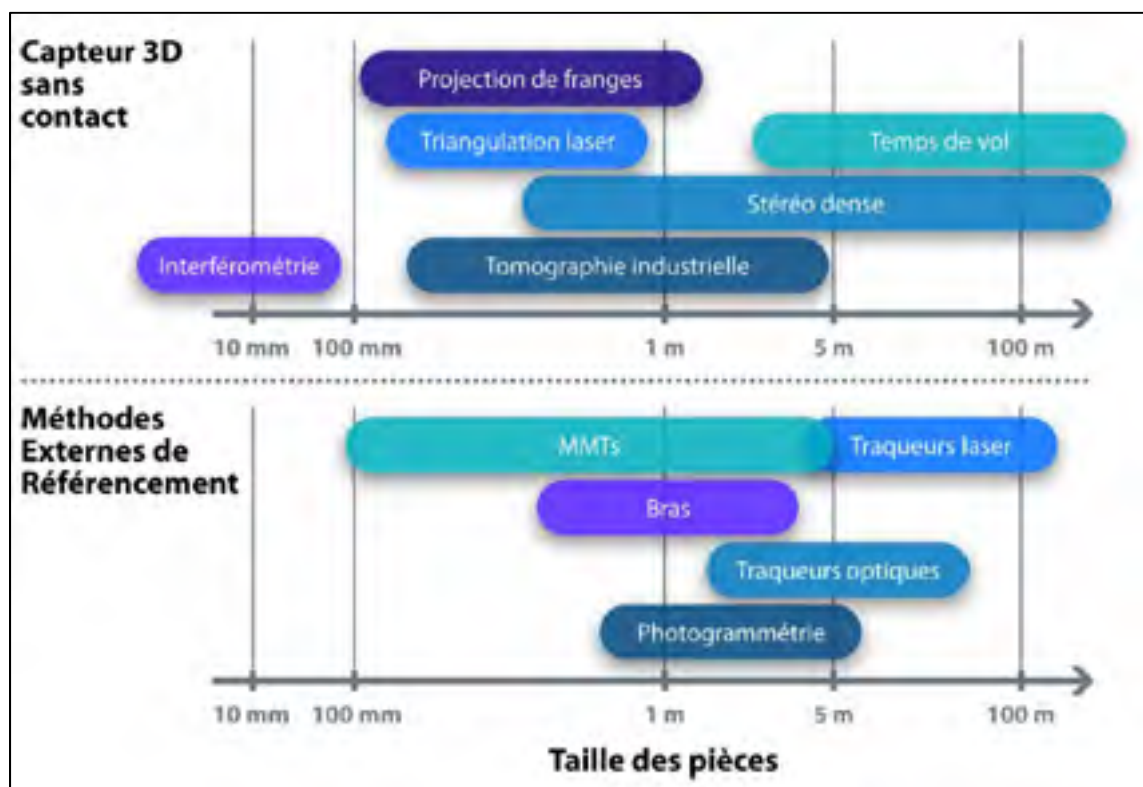 Capteur 3D
sans
contact
Projection de franges
Triangulation laser
Temps de vol
Stéréo dense
Interférométrie
Tomographie industrielle
10 mm 100 mm 1 m 5 m 100 m
Méthodes
Externes de
Référencement
MMTs
Traqueurs laser
Bras
Traqueurs optiques
Photogrammétrie
10 mm 100 mm 1 m 5 m 100 m
Taille des pièces